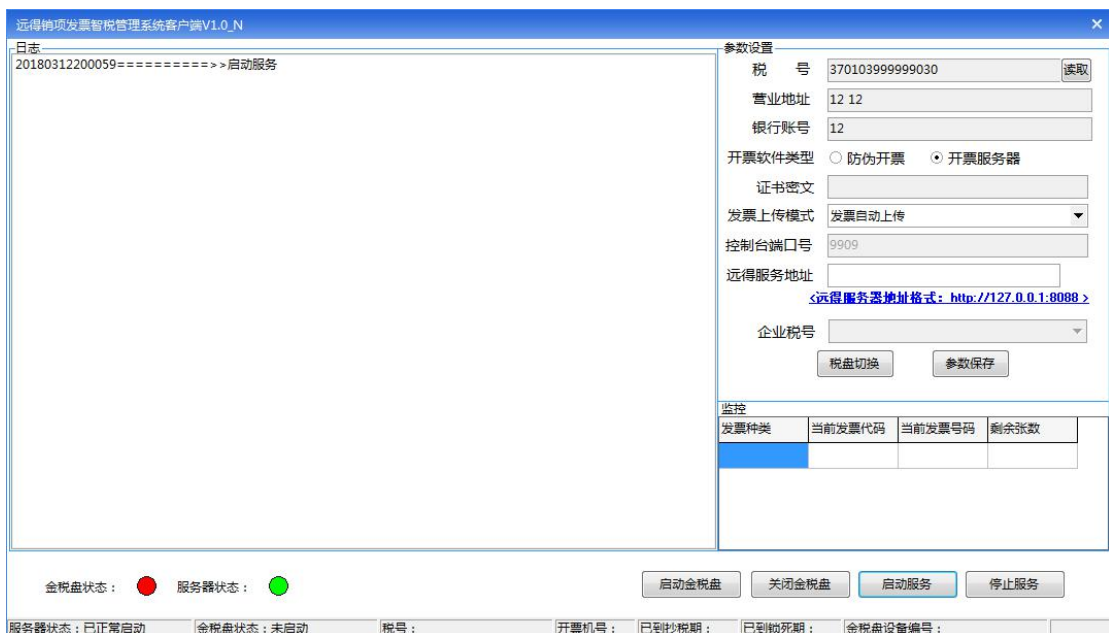 远得销项发票智税管理系统客户端V1.0_N
日志
20180312200059==========>>启动服务
参数设置
税 号 370103999999030 读取
营业地址 12 12
银行账号 12
开票软件类型 防伪开票 开票服务器
证书密文
发票上传模式 发票自动上传
控制台端口号 9909
远得服务地址
<远得服务器地址格式：http://127.0.0.1:8088 >
企业税号
税盘切换 参数保存
监控
发票种类 当前发票代码 当前发票号码 剩余张数
金税盘状态： 服务器状态： 启动金税盘 关闭金税盘 启动服务 停止服务
服务器状态：已正常启动 金税盘状态：未启动 税号： 开票机号： 已到抄税期： 已到锁死期： 金税盘设备编号：